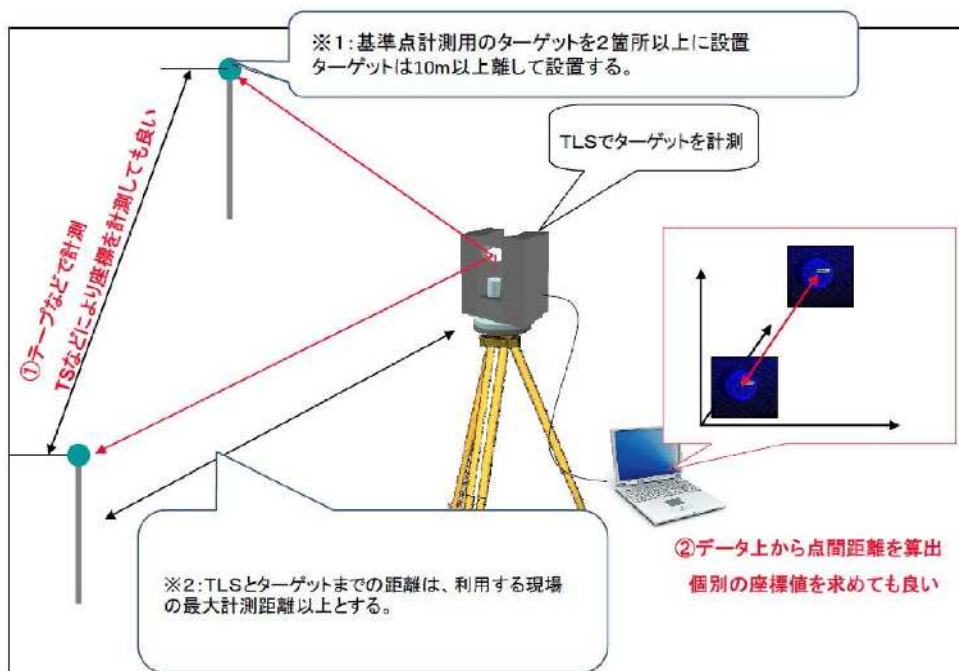 ※1:基準点計測用のターゲットを2箇所以上に設置
ターゲットは10m以上離して設置する。
TLSでターゲットを計測
①テープなどで計測
TSなどにより座標を計測しても良い
※2:TLSとターゲットまでの距離は、利用する現場
の最大計測距離以上とする。
②データ上から点間距離を算出
個別の座標値を求めても良い